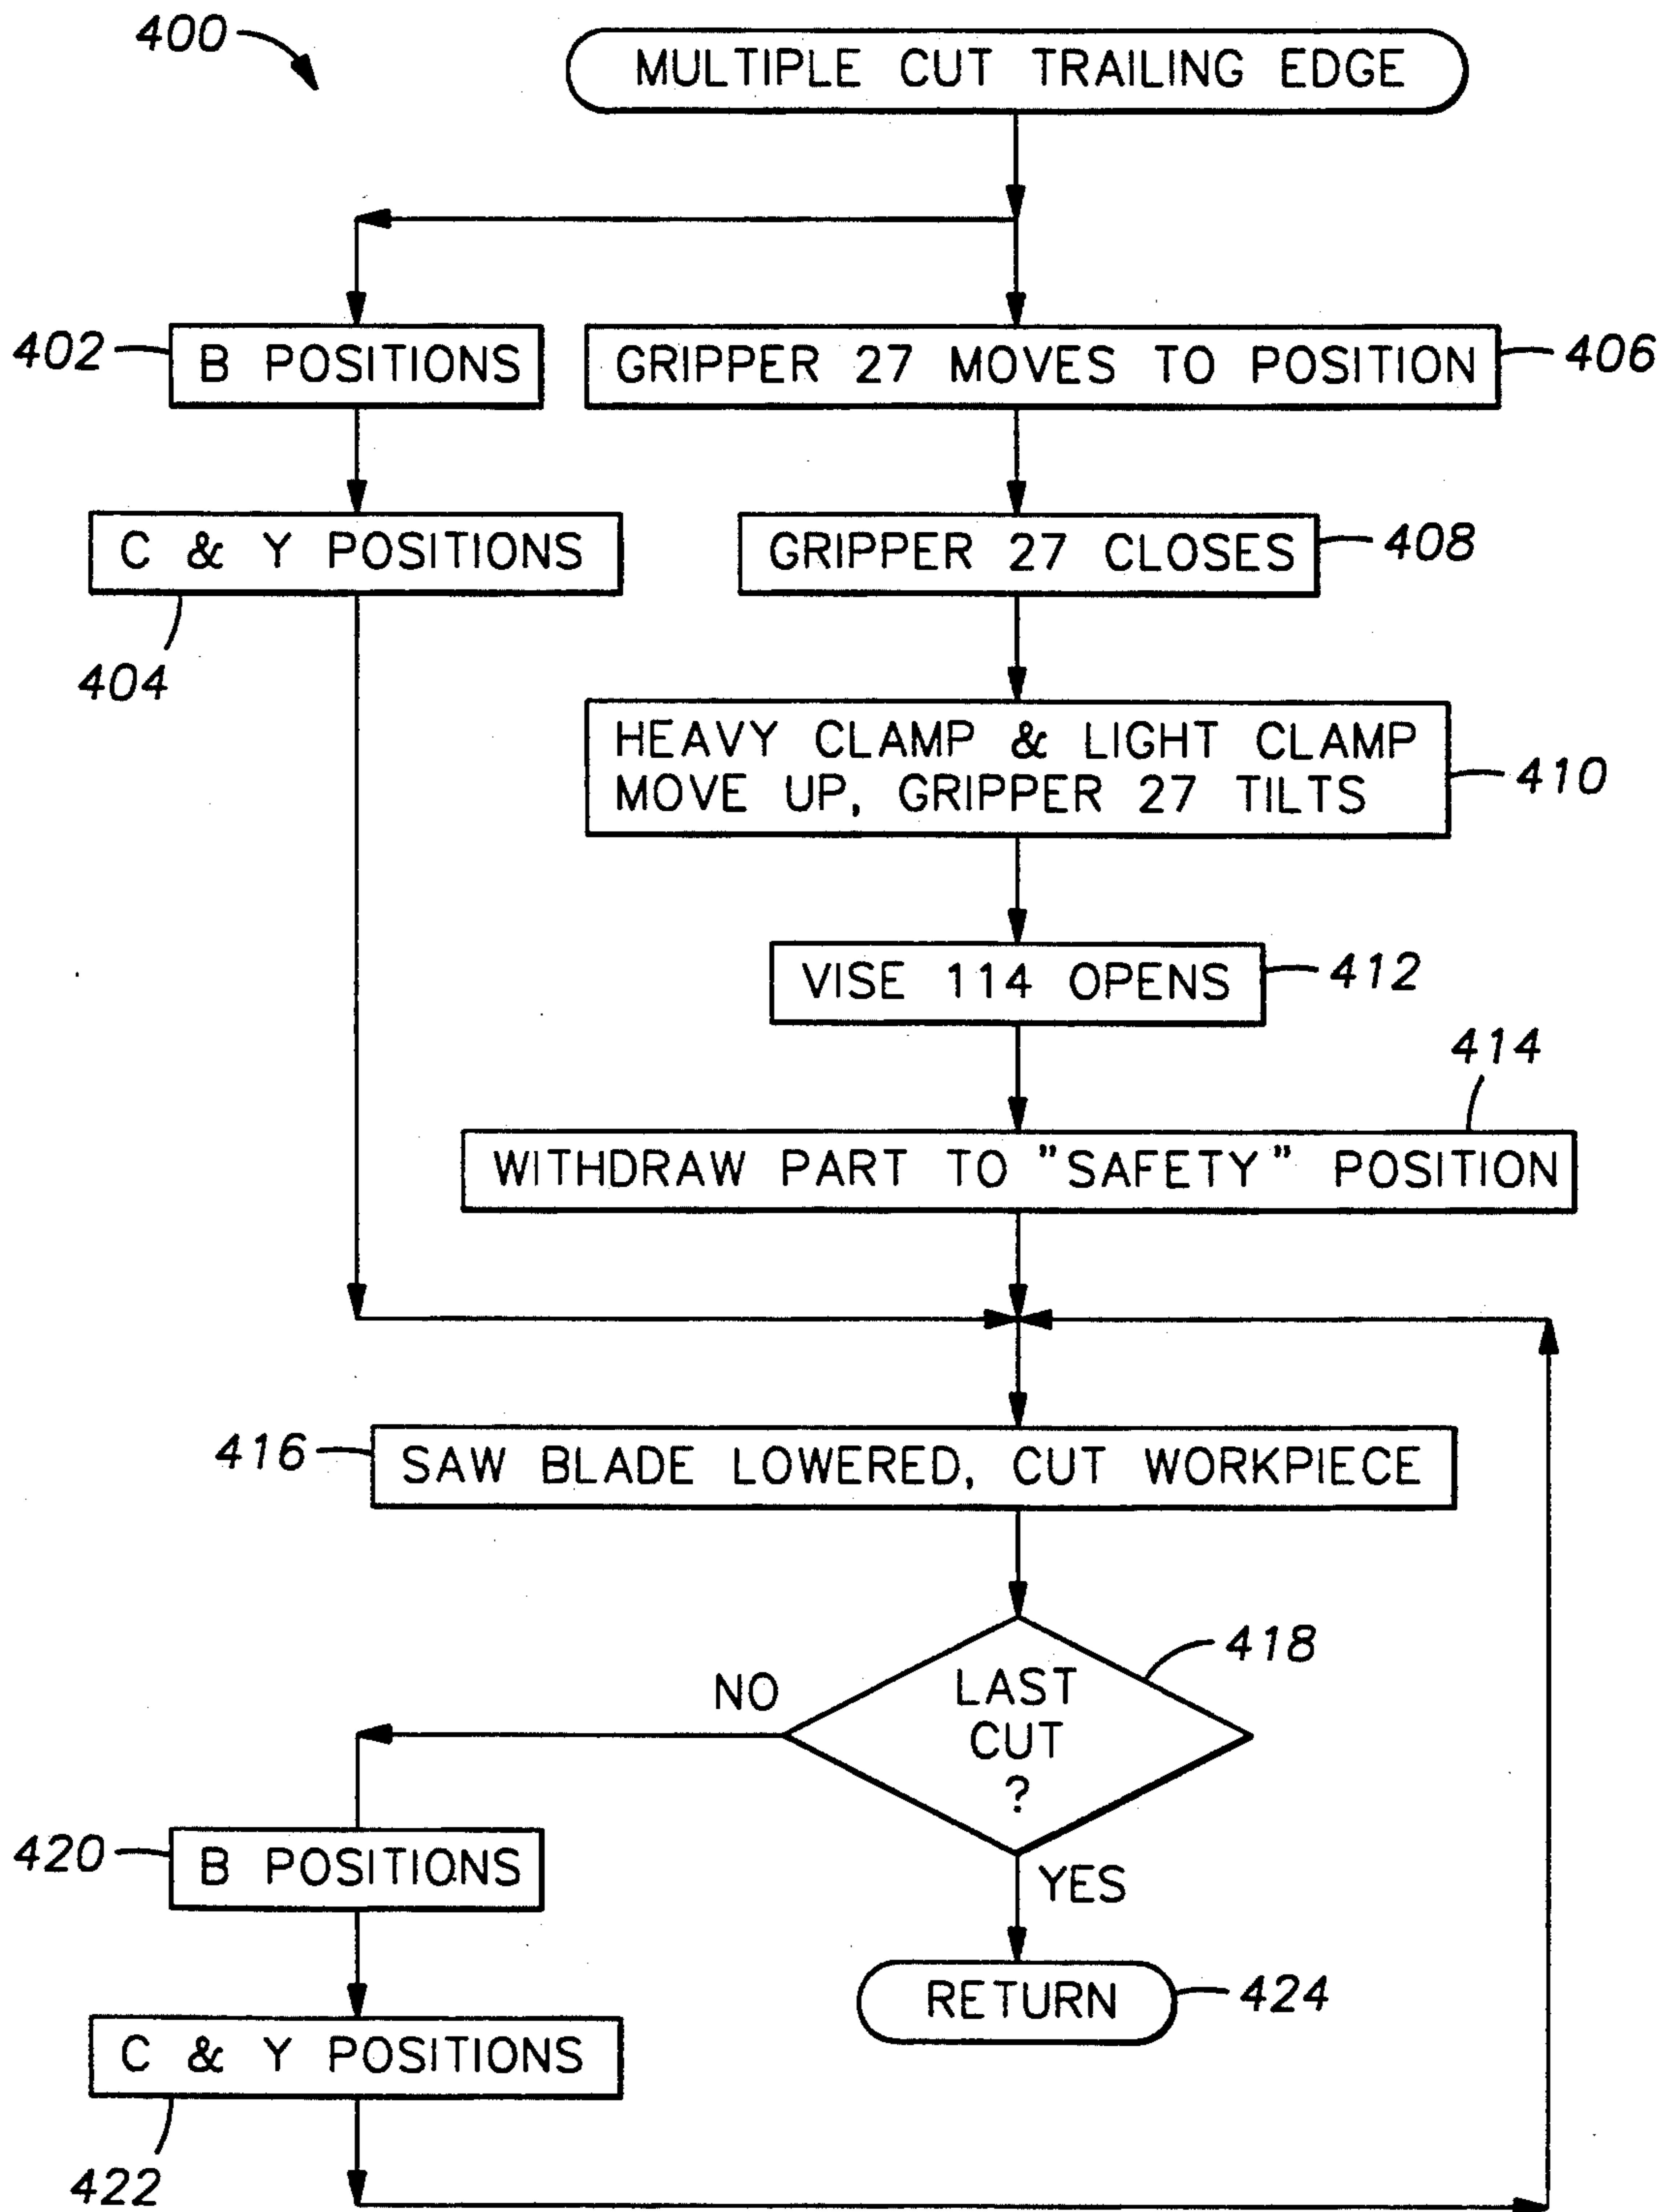 400
MULTIPLE CUT TRAILING EDGE
402
B POSITIONS
GRIPPER 27 MOVES TO POSITION
406
C & Y POSITIONS
404
GRIPPER 27 CLOSES
408
HEAVY CLAMP & LIGHT CLAMP
MOVE UP, GRIPPER 27 TILTS
410
VISE 114 OPENS
412
414
WITHDRAW PART TO "SAFETY" POSITION
416
SAW BLADE LOWERED, CUT WORKPIECE
418
LAST
CUT
?
NO
YES
420
B POSITIONS
RETURN
424
C & Y POSITIONS
422